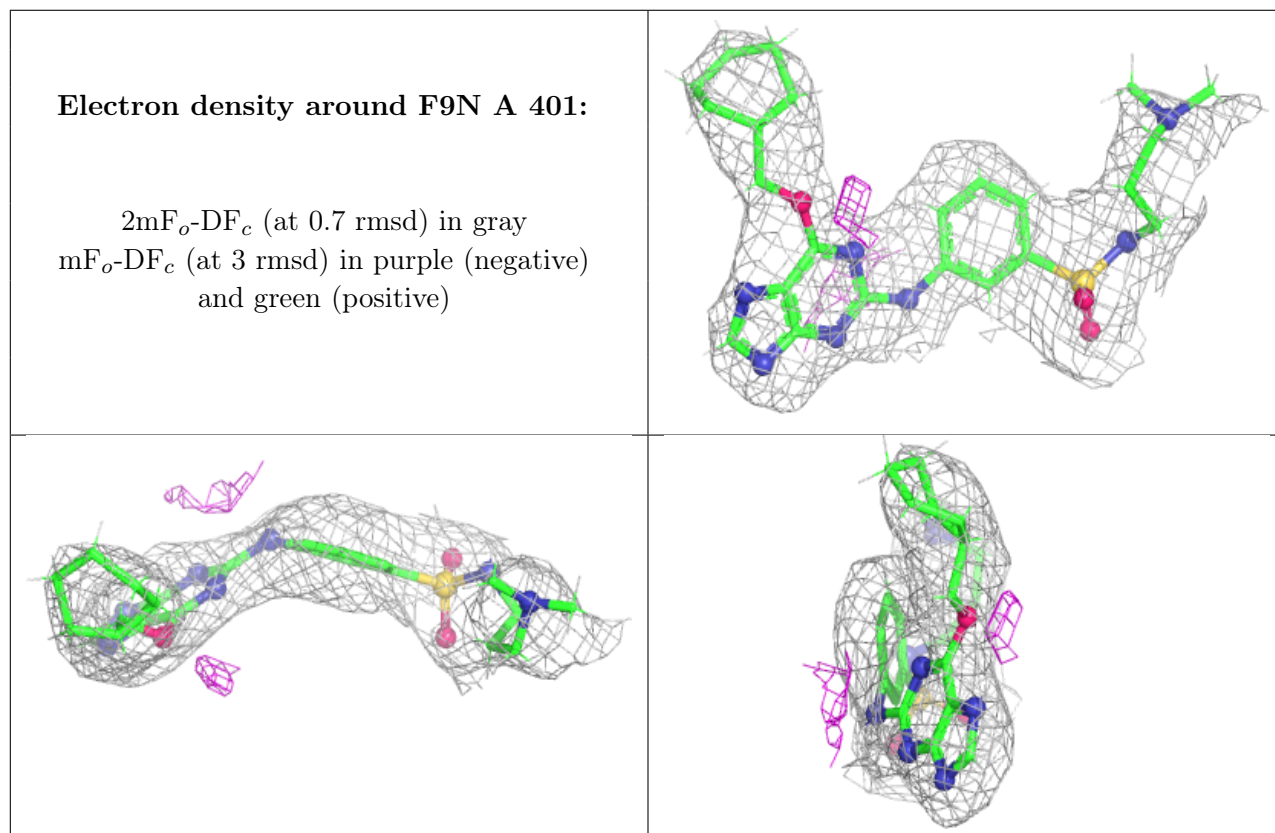 Electron density around F9N A 401:
2mFo-DFc (at 0.7 rmsd) in gray
mFo-DFc (at 3 rmsd) in purple (negative)
and green (positive)